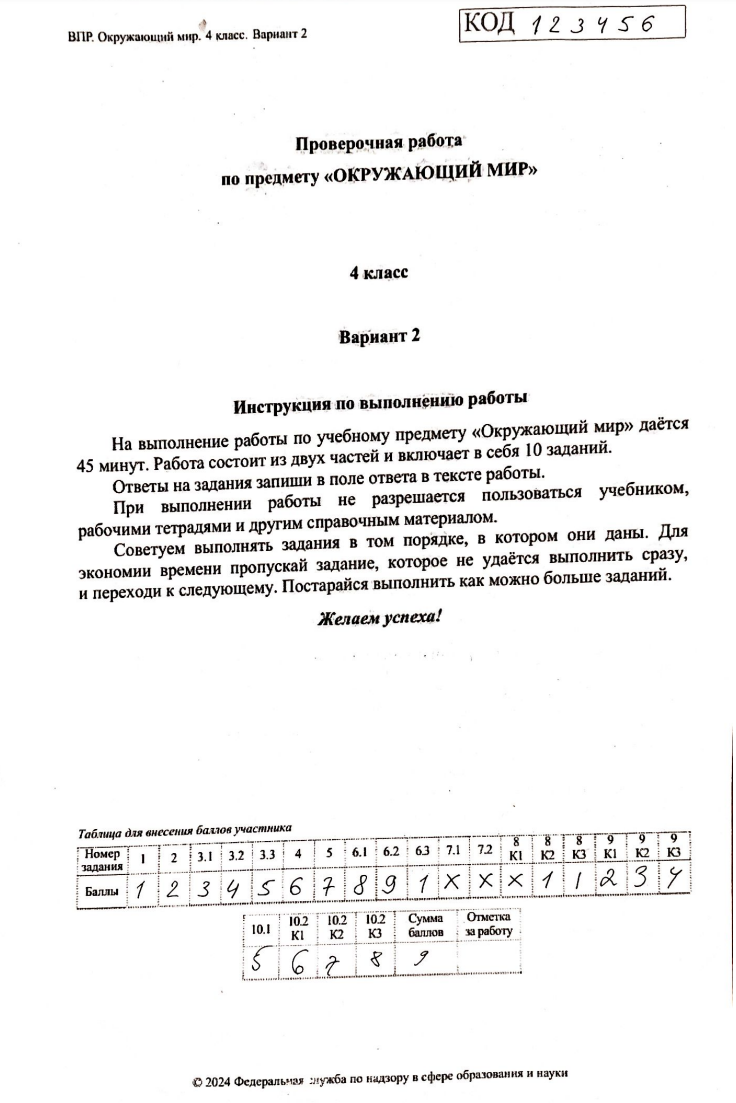 ВПР. Окружающий мир. 4 класс. Вариант 2
КОД 123456
Проверочная работа
по предмету «ОКРУЖАЮЩИЙ МИР»
4 класс
Вариант 2
Инструкция по выполнению работы
На выполнение работы по учебному предмету «Окружающий мир» даётся
45 минут. Работа состоит из двух частей и включает в себя 10 заданий.
Ответы на задания запиши в поле ответа в тексте работы.
При выполнении работы не разрешается пользоваться учебником,
рабочими тетрадями и другим справочным материалом.
Советуем выполнять задания в том порядке, в котором они даны. Для
экономии времени пропускай задание, которое не удаётся выполнить сразу,
и переходи к следующему. Постарайся выполнить как можно больше заданий.
Желаем успеха!
Таблица для внесения баллов участника
Номер задания 1 2 3.1 3.2 3.3 4 5 6.1 6.2 6.3 7.1 7.2 8 К1 8 К2 8 К3 9 К1 9 К2 9 К3
Баллы 1 2 3 4 5 6 7 8 9 1 X X X 1 1 2 3 4
10.1 10.2 К1 10.2 К2 10.2 К3 Сумма баллов Отметка за работу
5 6 7 8 9
© 2024 Федеральная служба по надзору в сфере образования и науки